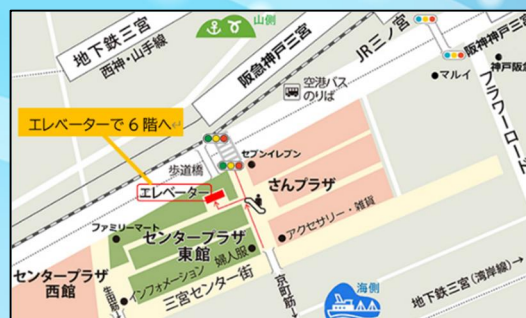 山側
地下鉄三宮
西神・山手線
阪急神戸三宮
JR三ノ宮
阪神神戸三宮
神戸阪急
マルイ
フラワーロード
空港バス
のりば
エレベーターで6階へ
歩道橋
セブンイレブン
エレベーター
さんプラザ
ファミリーマート
センタープラザ
東館
アクセサリー・雑貨
婦人服
インフォメーション
センタープラザ
西館
三宮センター街
京町筋
海側
地下鉄三宮(湾岸線)